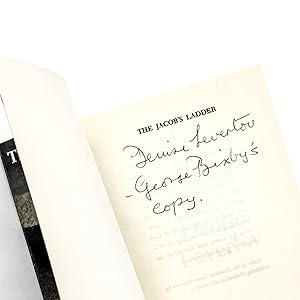 THE JACOB'S LADDER
Denise Levertov
- George Bixby's
copy.
T